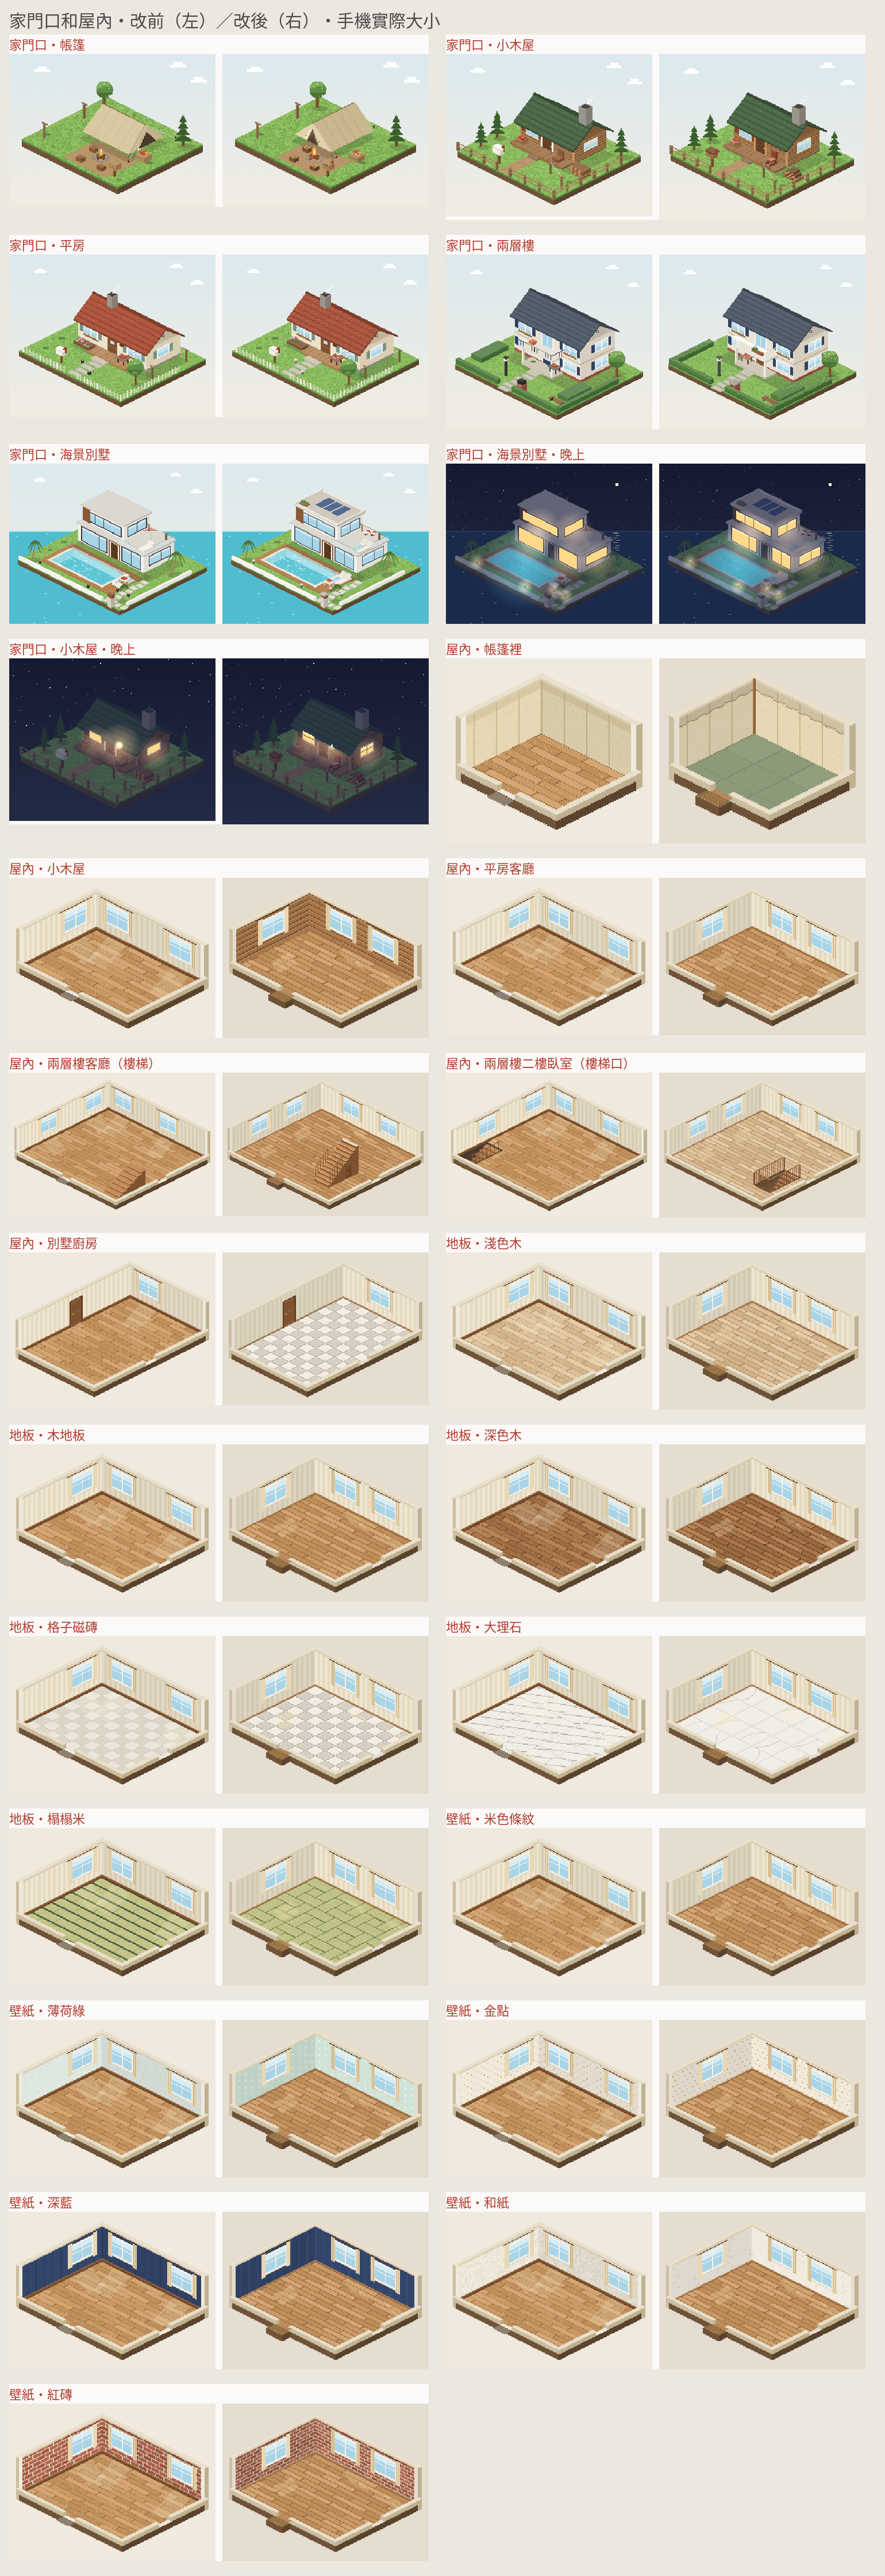 家門口和屋內・改前（左）／改後（右）・手機實際大小
家門口・帳篷
家門口・小木屋
家門口・平房
家門口・兩層樓
家門口・海景別墅
家門口・海景別墅・晚上
家門口・小木屋・晚上
屋內・帳篷裡
屋內・小木屋
屋內・平房客廳
屋內・兩層樓客廳（樓梯）
屋內・兩層樓二樓臥室（樓梯口）
屋內・別墅廚房
地板・淺色木
地板・木地板
地板・深色木
地板・格子磁磚
地板・大理石
地板・榻榻米
壁紙・米色條紋
壁紙・薄荷綠
壁紙・金點
壁紙・深藍
壁紙・和紙
壁紙・紅磚